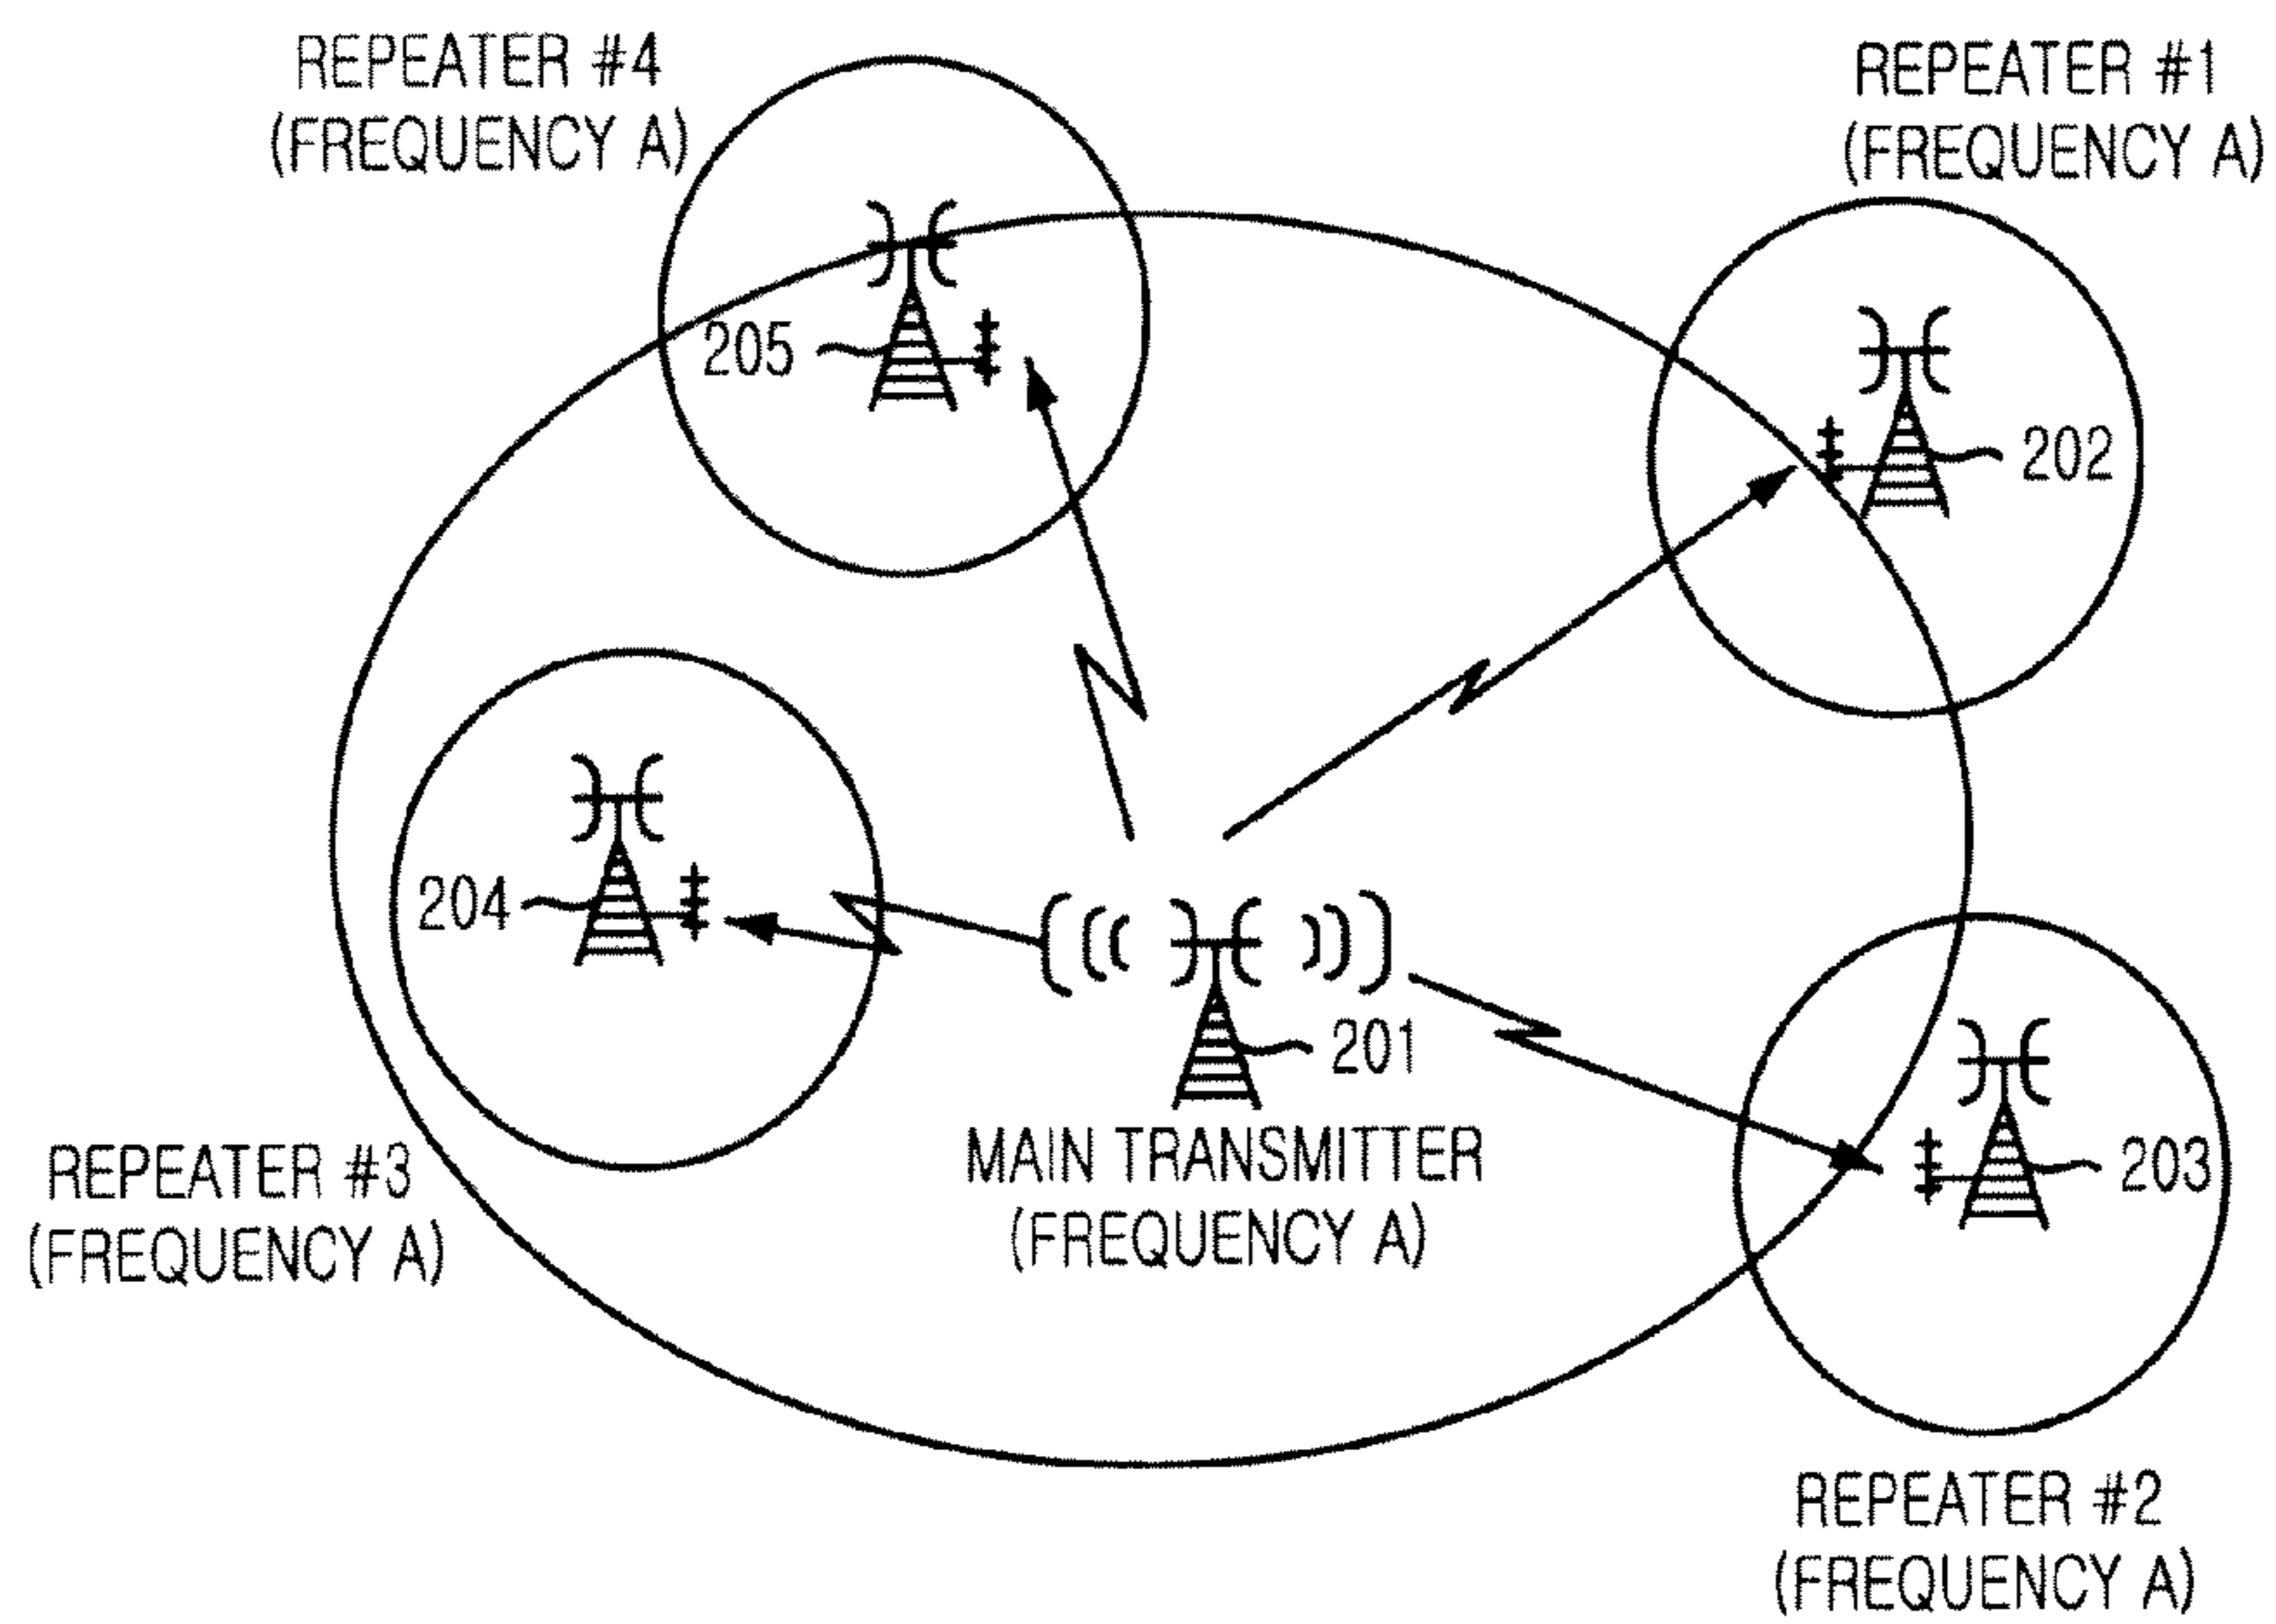 REPEATER #4
(FREQUENCY A)
REPEATER #1
(FREQUENCY A)
205
202
204
201
MAIN TRANSMITTER
(FREQUENCY A)
203
REPEATER #3
(FREQUENCY A)
REPEATER #2
(FREQUENCY A)